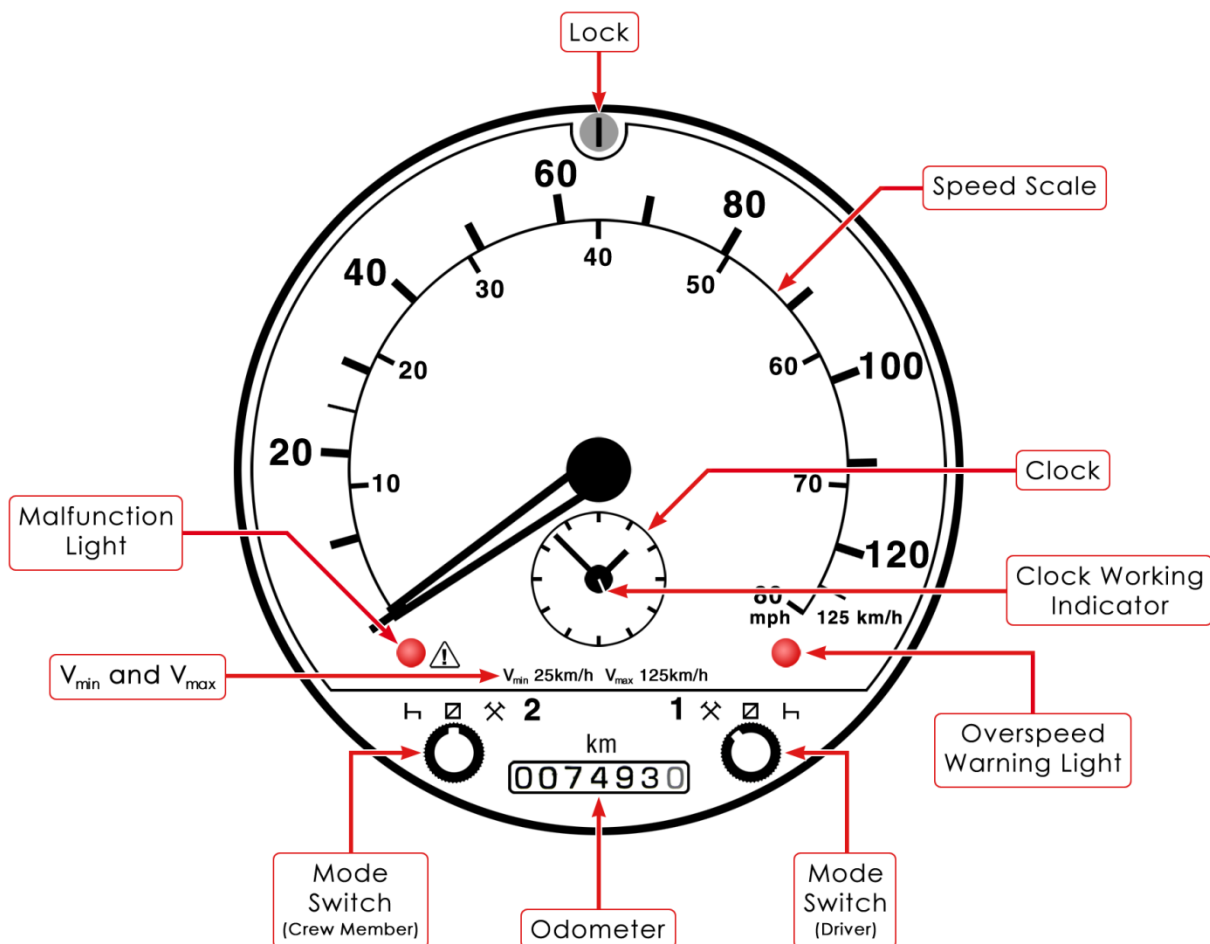 Lock
Speed Scale
60
80
40
40
50
30
100
60
20
20
10
70
Clock
Malfunction
Light
120
80
mph
125 km/h
Clock Working
Indicator
Vmin and Vmax
Vmin 25km/h Vmax 125km/h
2
1
km
0074930
Overspeed
Warning Light
Mode
Switch
(Crew Member)
Odometer
Mode
Switch
(Driver)